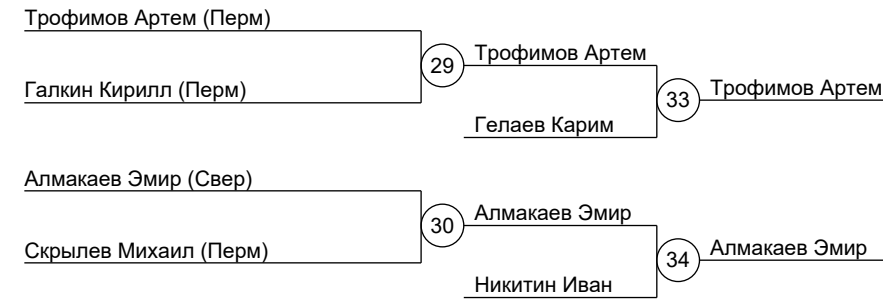 Трофимов Артем (Перм)
29
Трофимов Артем
Галкин Кирилл (Перм)
33
Трофимов Артем
Гелаев Карим
Алмакаев Эмир (Свер)
30
Алмакаев Эмир
Скрылев Михаил (Перм)
34
Алмакаев Эмир
Никитин Иван